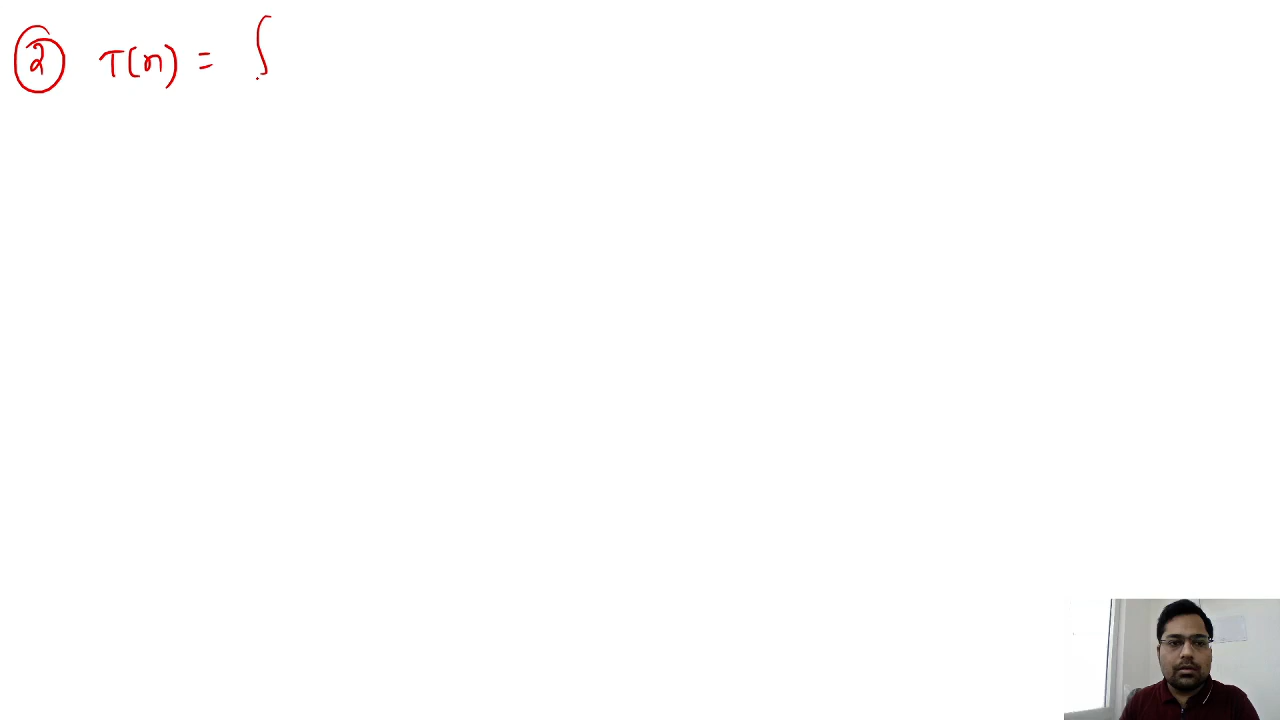 ② T(n) = {